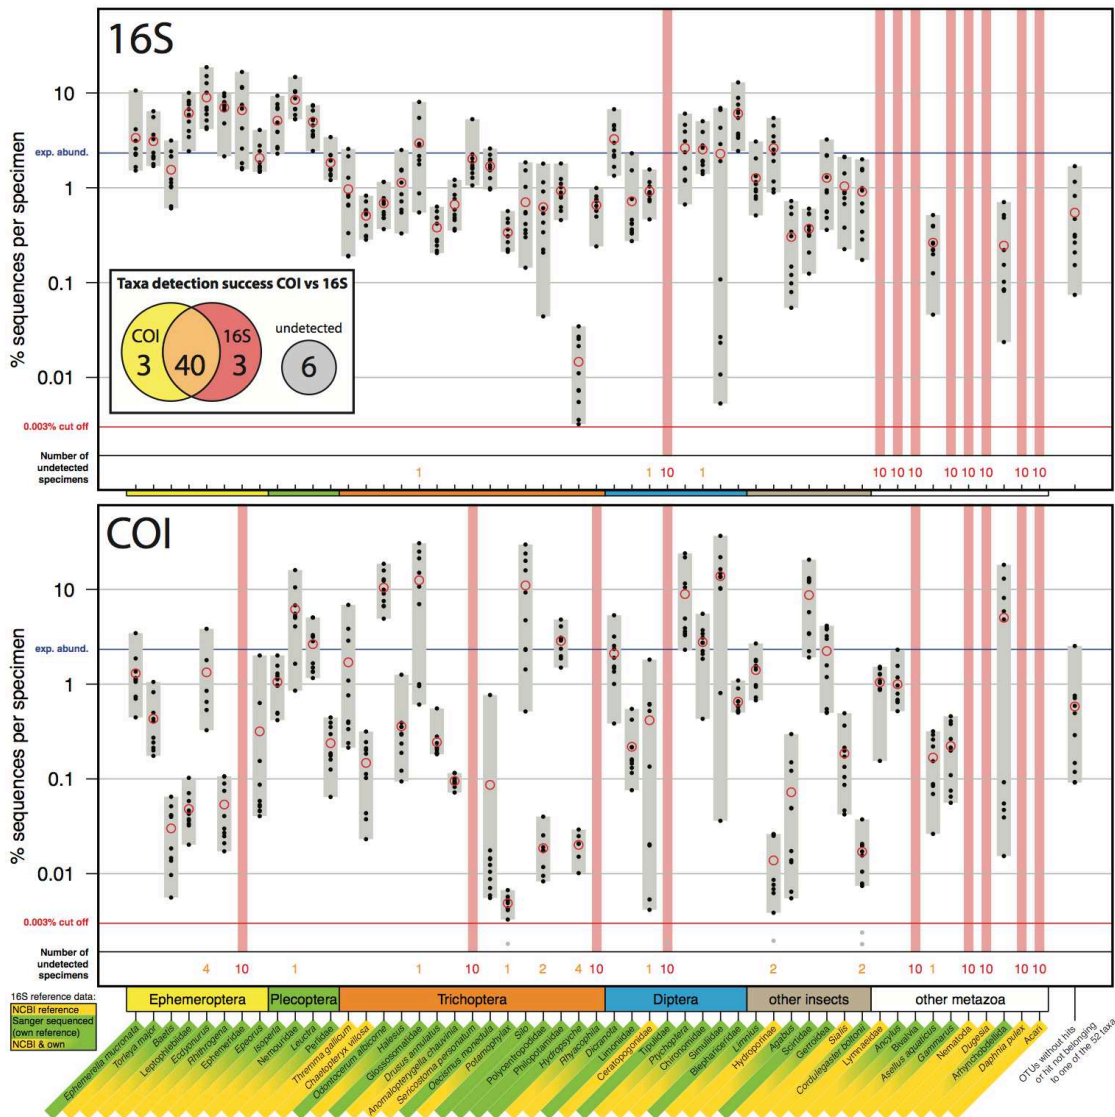 16S
% sequences per specimen
10
exp. abund.
1
0.1
0.01
0.003% cut off
Taxa detection success COI vs 16S
COI
3
40
16S
3
undetected
6
Number of
undetected
specimens
1 1 10 1 10 10 10 10 10 10 10 10
COI
% sequences per specimen
10
exp. abund.
1
0.1
0.01
0.003% cut off
Number of
undetected
specimens
4 10 1 1 10 1 2 4 10 1 10 2 2 10 1 10 10 10 10
16S reference data:
NCBI reference
Sanger sequenced
(own reference)
NCBI & own
Ephemeroptera
Plecoptera
Trichoptera
Diptera
other insects
other metazoa
Ephemerella mucronata
Torleya major
Baetis
Leptophlebiidae
Ecdyonurus
Rhithrogena
Ephemeridae
Epeorus
Isoperla
Nemouridae
Leuctra
Perlidae
Thremma gallicum
Chaetopteryx villosa
Odontocerum albicorne
Halesus
Glossosomatidae
Drusus annulatus
Anomalopterygella chauviniana
Sericostoma personatum
Oecismus monedula
Potamophylax
Silo
Polycentropodidae
Philopotamidae
Hydropsyche
Rhyacophila
Dicranota
Limoniidae
Ceratopogonidae
Tipulidae
Ptychoptera
Chironomidae
Simuliidae
Blephariceridae
Limnius
Hydroporinae
Agabus
Scirtidae
Gerroidea
Sialis
Cordulegaster boltonii
Lymnaeidae
Ancylus
Bivalvia
Asellus aquaticus
Gammarus
Nematoda
Dugesia
Arhynchobdellida
Daphnia pulex
Acari
OTUs without hits
or hit not belonging
to one of the 52 taxa